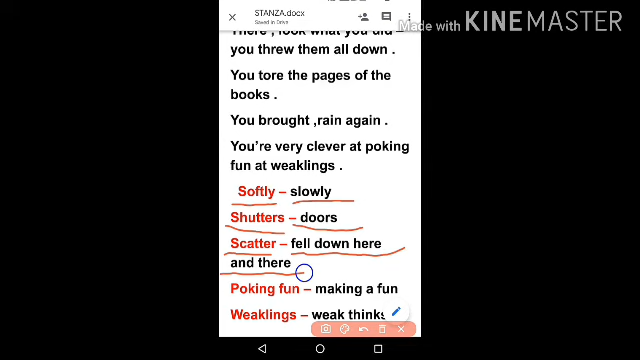 STANZA.docx
Saved in Drive
Made with KINEMASTER
There , look what you did –
you threw them all down .
You tore the pages of the
books .
You brought ,rain again .
You're very clever at poking
fun at weaklings .
Softly – slowly
Shutters – doors
Scatter – fell down here
and there
Poking fun – making a fun
Weaklings – weak thinks